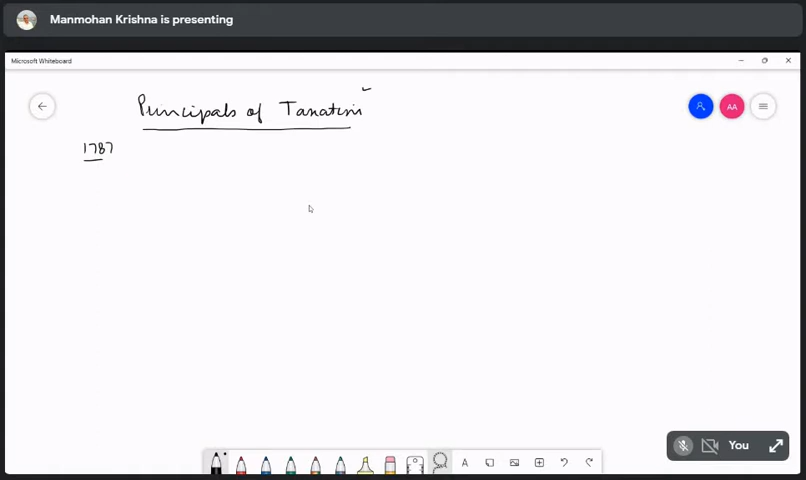 Manmohan Krishna is presenting
Microsoft Whiteboard
Principals of Taxation
AA
1787
A
You